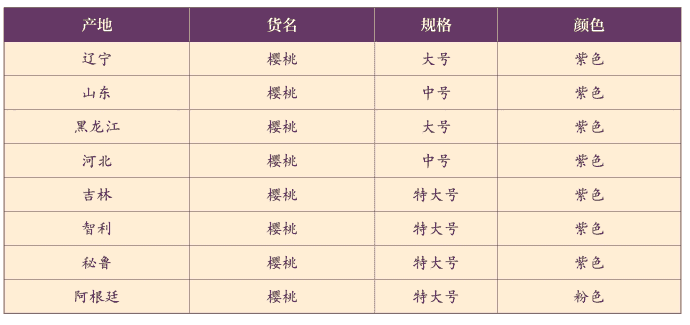 产地 货名 规格 颜色
辽宁 樱桃 大号 紫色
山东 樱桃 中号 紫色
黑龙江 樱桃 大号 紫色
河北 樱桃 中号 紫色
吉林 樱桃 特大号 紫色
智利 樱桃 特大号 紫色
秘鲁 樱桃 特大号 紫色
阿根廷 樱桃 特大号 粉色